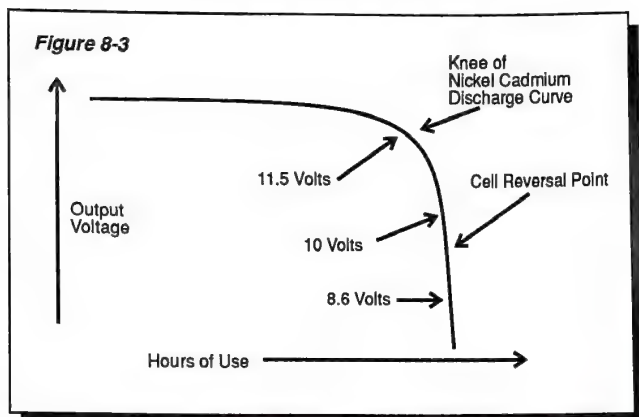 Figure 8-3
Knee of
Nickel Cadmium
Discharge Curve
11.5 Volts
Cell Reversal Point
Output
Voltage
10 Volts
8.6 Volts
Hours of Use